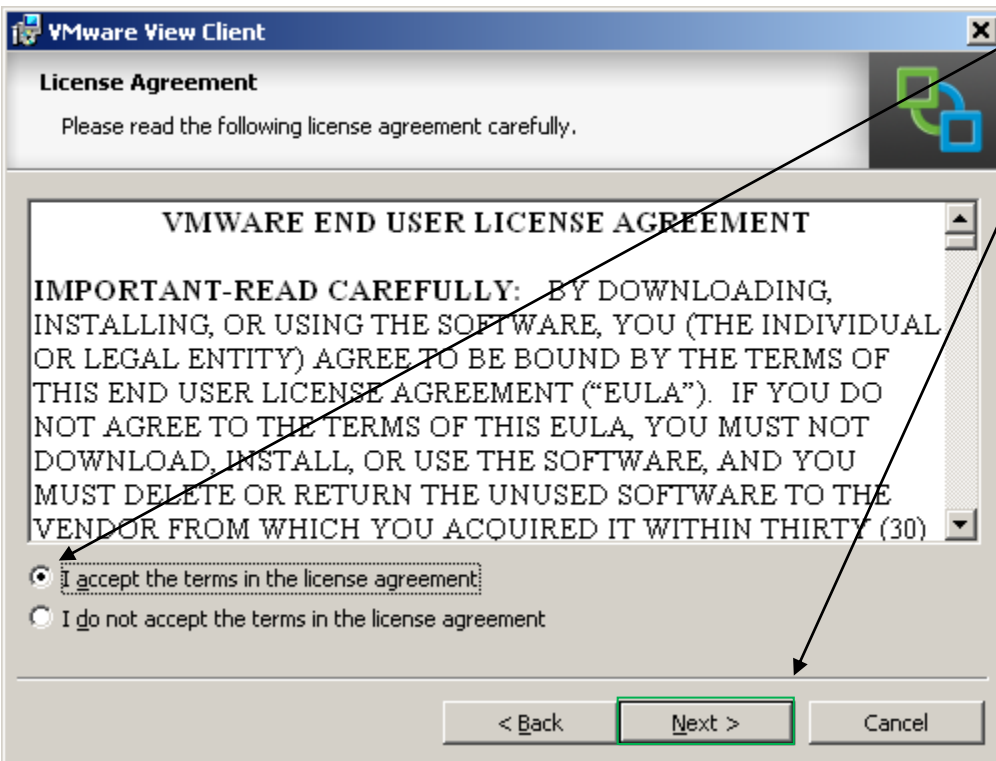 VMware View Client
License Agreement
Please read the following license agreement carefully.
VMWARE END USER LICENSE AGREEMENT
IMPORTANT-READ CAREFULLY: BY DOWNLOADING,
INSTALLING, OR USING THE SOFTWARE, YOU (THE INDIVIDUAL
OR LEGAL ENTITY) AGREE TO BE BOUND BY THE TERMS OF
THIS END USER LICENSE AGREEMENT (“EULA”). IF YOU DO
NOT AGREE TO THE TERMS OF THIS EULA, YOU MUST NOT
DOWNLOAD, INSTALL, OR USE THE SOFTWARE, AND YOU
MUST DELETE OR RETURN THE UNUSED SOFTWARE TO THE
VENDOR FROM WHICH YOU ACQUIRED IT WITHIN THIRTY (30)
I accept the terms in the license agreement
I do not accept the terms in the license agreement
< Back Next > Cancel